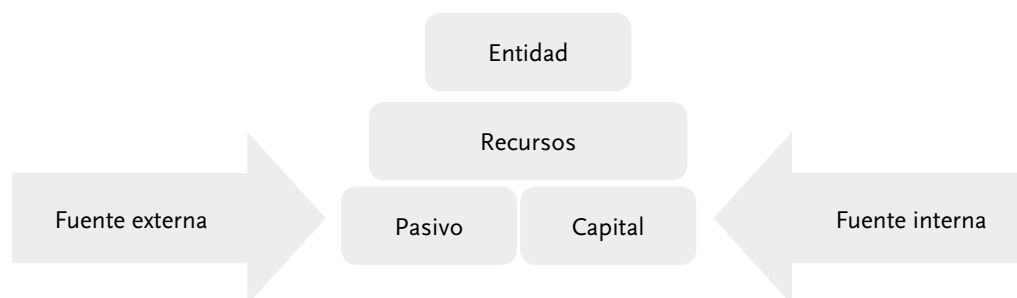 Entidad
Recursos
Fuente externa
Pasivo
Capital
Fuente interna